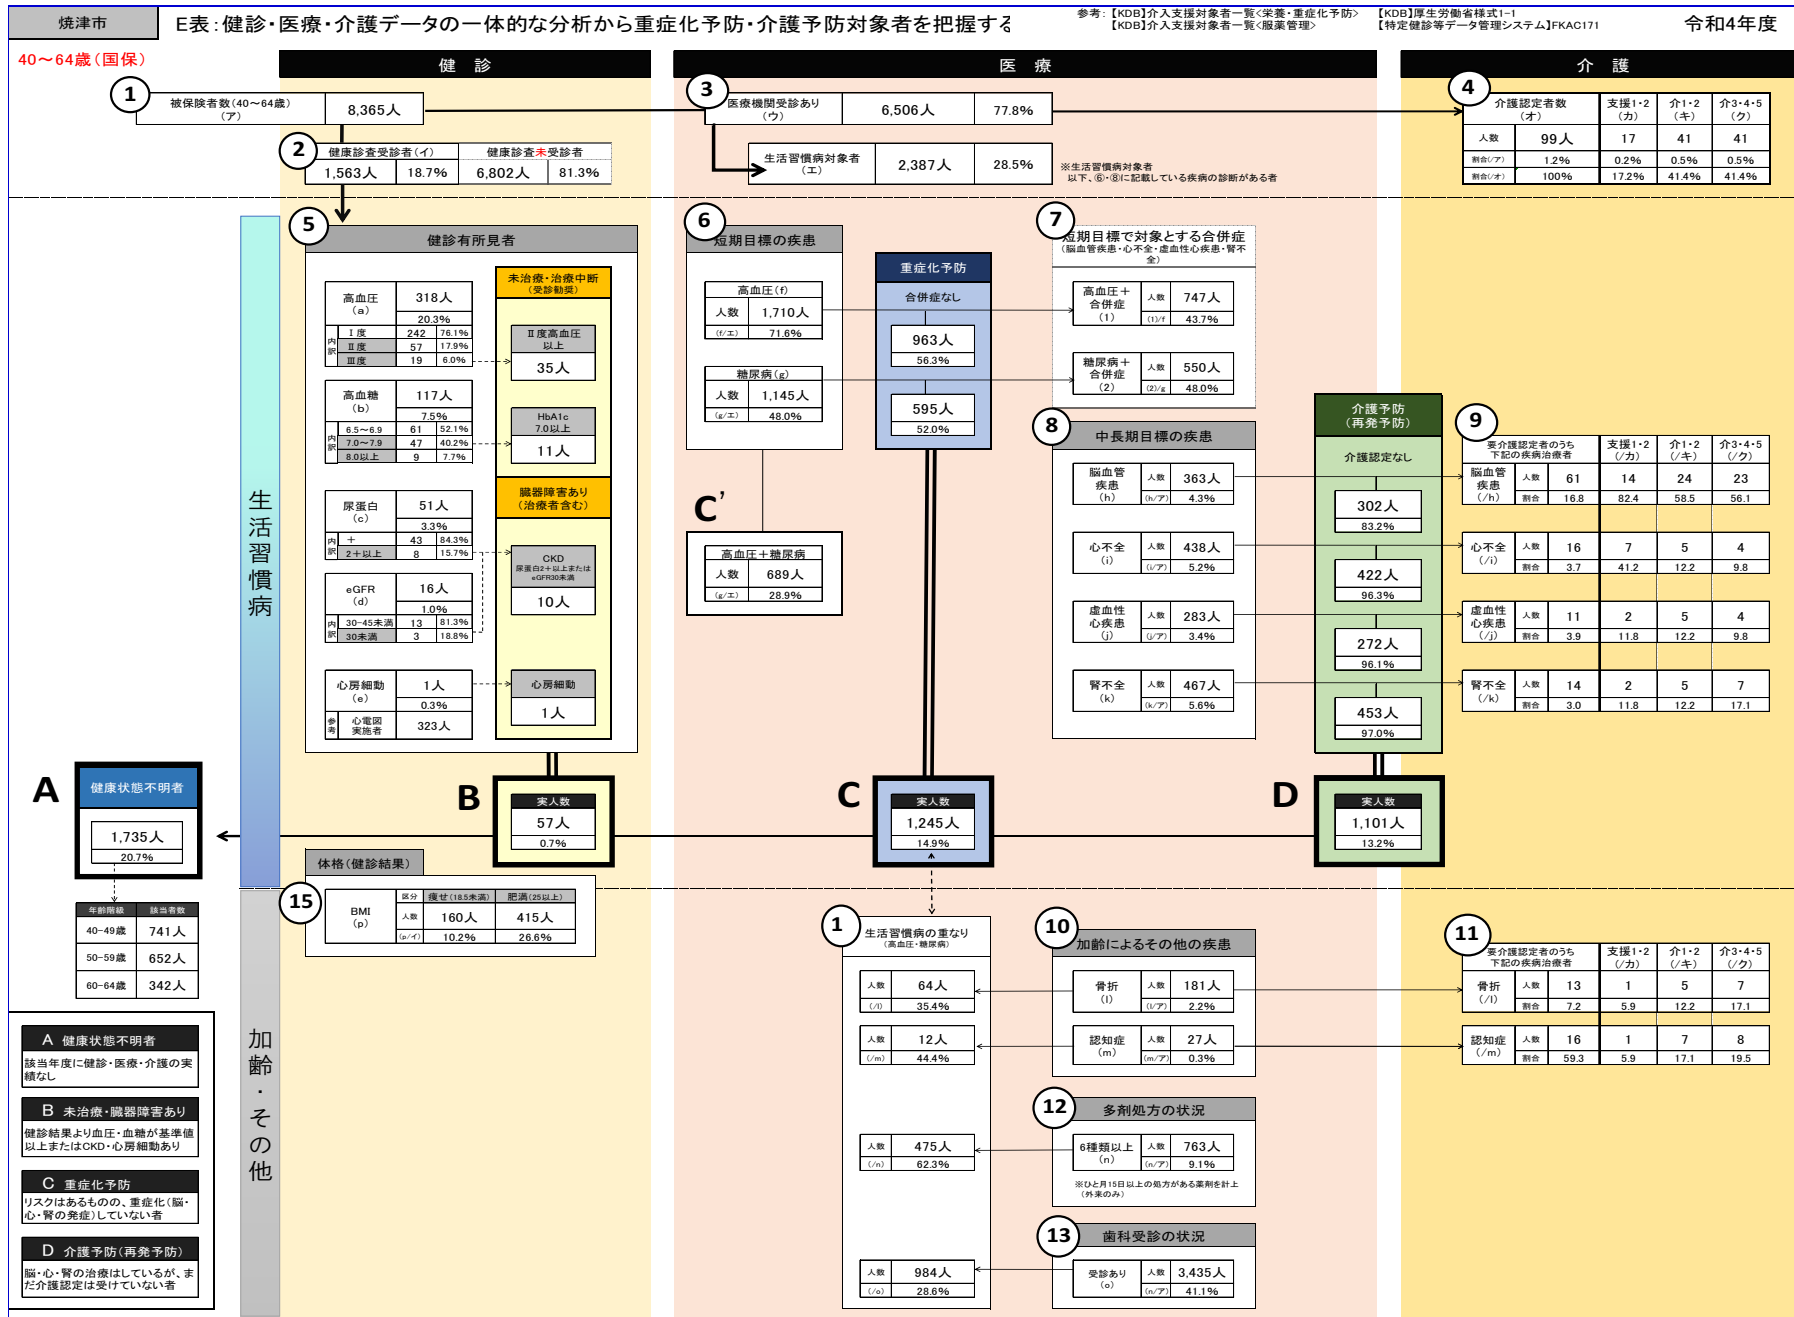 焼津市
E表：健診・医療・介護データの一体的な分析から重症化予防・介護予防対象者を把握する
参考：【KDB】介入支援対象者一覧<栄養・重症化予防>　【KDB】厚生労働省様式1-1
【KDB】介入支援対象者一覧<服薬管理>　【特定健診等データ管理システム】FKAC171
令和4年度
40～64歳（国保）
健　診
医　療
介　護
① 被保険者数（40～64歳）（ア） 8,365人
② 健康診査受診者（イ） 健康診査未受診者
1,563人 18.7% 6,802人 81.3%
③ 医療機関受診あり（ウ） 6,506人 77.8%
生活習慣病対象者（エ） 2,387人 28.5%
※生活習慣病対象者
以下、⑥・⑧に記載している疾病の診断がある者
④ 介護認定者数（オ） 支援1・2（カ） 介1・2（キ） 介3・4・5（ク）
人数 99人 17 41 41
割合(/ア) 1.2% 0.2% 0.5% 0.5%
割合(/オ) 100% 17.2% 41.4% 41.4%
生活習慣病
⑤ 健診有所見者
高血圧（a） 318人
20.3%
内訳 Ⅰ度 242 76.1%
Ⅱ度 57 17.9%
Ⅲ度 19 6.0%
高血糖（b） 117人
7.5%
内訳 6.5～6.9 61 52.1%
7.0～7.9 47 40.2%
8.0以上 9 7.7%
尿蛋白（c） 51人
3.3%
内訳 ＋ 43 84.3%
2＋以上 8 15.7%
eGFR（d） 16人
1.0%
内訳 30-45未満 13 81.3%
30未満 3 18.8%
心房細動（e） 1人
0.3%
参考 心電図実施者 323人
未治療・治療中断
（受診勧奨）
Ⅱ度高血圧以上
35人
HbA1c
7.0以上
11人
臓器障害あり
（治療者含む）
CKD
尿蛋白2＋以上または
eGFR30未満
10人
心房細動
1人
⑥ 短期目標の疾患
高血圧（f）
人数 1,710人
(f/エ) 71.6%
糖尿病（g）
人数 1,145人
(g/エ) 48.0%
C’
高血圧＋糖尿病
人数 689人
(g/エ) 28.9%
重症化予防
合併症なし
963人
56.3%
595人
52.0%
⑦ 短期目標で対象とする合併症
（脳血管疾患・心不全・虚血性心疾患・腎不全）
高血圧＋合併症（1） 人数 747人
(1)/f 43.7%
糖尿病＋合併症（2） 人数 550人
(2)/g 48.0%
⑧ 中長期目標の疾患
脳血管疾患（h） 人数 363人
(h/ア) 4.3%
心不全（i） 人数 438人
(i/ア) 5.2%
虚血性心疾患（j） 人数 283人
(j/ア) 3.4%
腎不全（k） 人数 467人
(k/ア) 5.6%
介護予防
（再発予防）
介護認定なし
302人
83.2%
422人
96.3%
272人
96.1%
453人
97.0%
⑨ 要介護認定者のうち下記の疾病治療者 支援1・2（/カ） 介1・2（/キ） 介3・4・5（/ク）
脳血管疾患（/h） 人数 61 14 24 23
割合 16.8 82.4 58.5 56.1
心不全（/i） 人数 16 7 5 4
割合 3.7 41.2 12.2 9.8
虚血性心疾患（/j） 人数 11 2 5 4
割合 3.9 11.8 12.2 9.8
腎不全（/k） 人数 14 2 5 7
割合 3.0 11.8 12.2 17.1
A
健康状態不明者
1,735人
20.7%
B
実人数
57人
0.7%
C
実人数
1,245人
14.9%
D
実人数
1,101人
13.2%
年齢階級 該当者数
40-49歳 741人
50-59歳 652人
60-64歳 342人
A 健康状態不明者
該当年度に健診・医療・介護の実績なし
B 未治療・臓器障害あり
健診結果より血圧・血糖が基準値以上またはCKD・心房細動あり
C 重症化予防
リスクはあるものの、重症化（脳・心・腎の発症）していない者
D 介護予防（再発予防）
脳・心・腎の治療はしているが、まだ介護認定は受けていない者
加齢・その他
体格（健診結果）
⑮ BMI（p） 区分 痩せ（18.5未満） 肥満（25以上）
人数 160人 415人
(p/イ) 10.2% 26.6%
1 生活習慣病の重なり
（高血圧・糖尿病）
人数 64人
(/l) 35.4%
人数 12人
(/m) 44.4%
人数 475人
(/n) 62.3%
人数 984人
(/o) 28.6%
⑩ 加齢によるその他の疾患
骨折（l） 人数 181人
(l/ア) 2.2%
認知症（m） 人数 27人
(m/ア) 0.3%
⑪ 要介護認定者のうち下記の疾病治療者 支援1・2（/カ） 介1・2（/キ） 介3・4・5（/ク）
骨折（/l） 人数 13 1 5 7
割合 7.2 5.9 12.2 17.1
認知症（/m） 人数 16 1 7 8
割合 59.3 5.9 17.1 19.5
⑫ 多剤処方の状況
6種類以上（n） 人数 763人
(n/ア) 9.1%
※ひと月15日以上の処方がある薬剤を計上
（外来のみ）
⑬ 歯科受診の状況
受診あり（o） 人数 3,435人
(n/ア) 41.1%